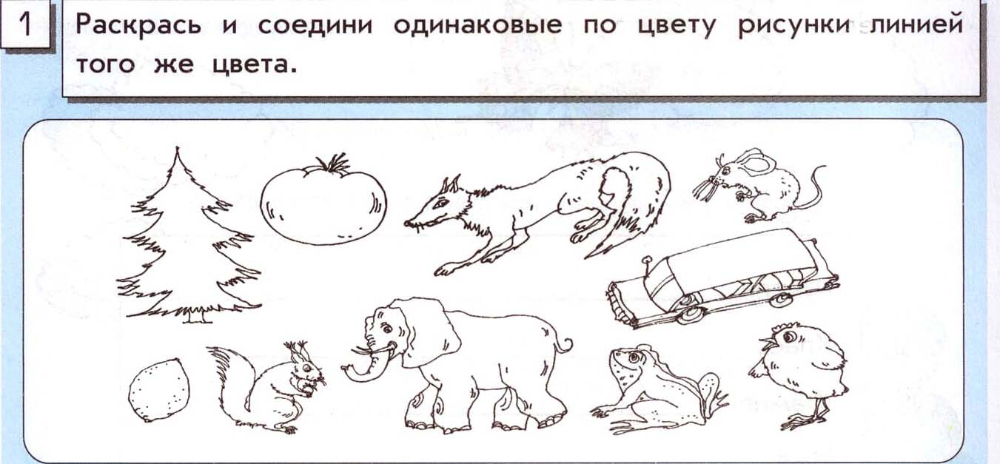 1
Раскрась и соедини одинаковые по цвету рисунки линией
того же цвета.